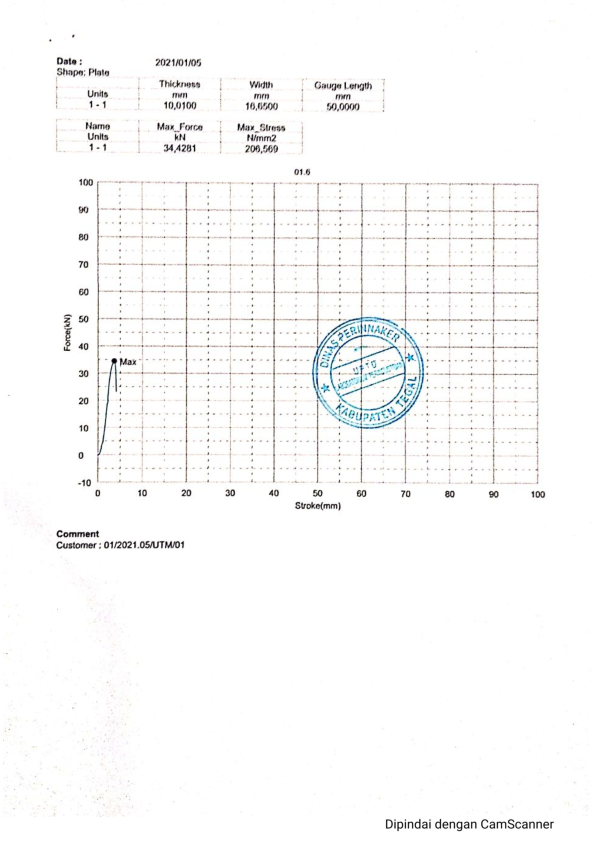 Date : 2021/01/05
Shape: Plate
Thickness Width Gauge Length
Units mm mm mm
1 - 1 10,0100 16,6500 50,0000
Name Max_Force Max_Stress
Units kN N/mm2
1 - 1 34,4281 206,569
01.6
100
90
80
70
60
50
40
30
20
10
0
-10
Force(kN)
Max
0 10 20 30 40 50 60 70 80 90 100
Stroke(mm)
DINAS PERINNAKER
UPTD
KABUPATEN TEGAL
Comment
Customer : 01/2021.05/UTM/01
Dipindai dengan CamScanner